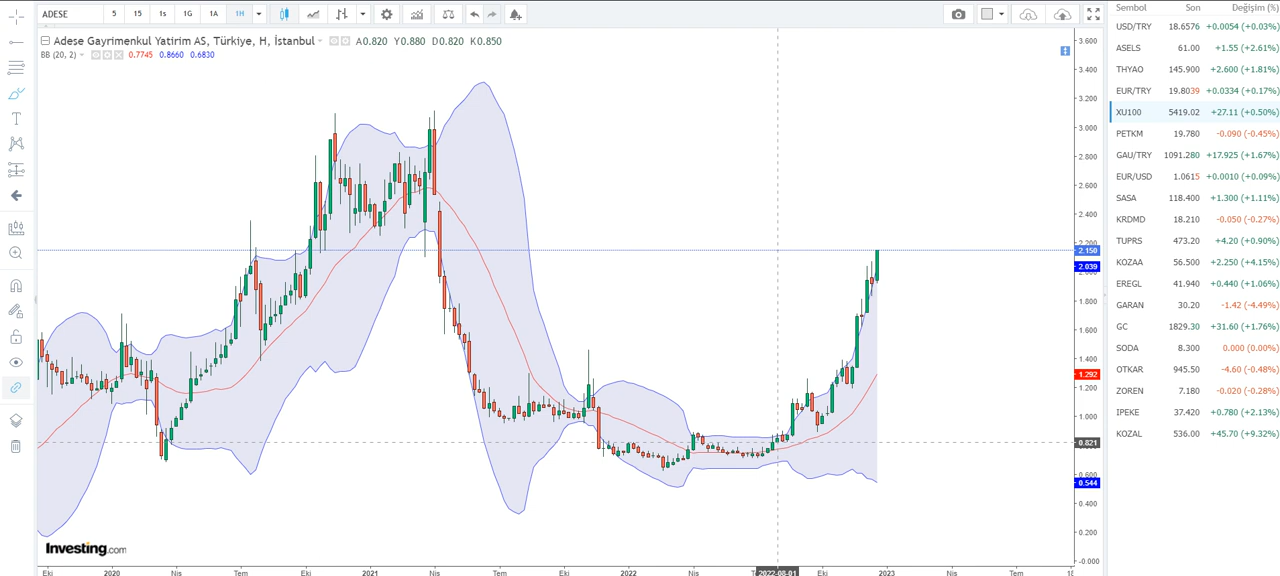 ADESE 5 15 1s 1G 1A 1H
Adese Gayrimenkul Yatirim AS, Türkiye, H, İstanbul A0.820 Y0.880 D0.820 K0.850
BB (20, 2) 0.7745 0.8660 0.6830
3.600
3.400
3.200
3.000
2.800
2.600
2.400
2.200
2.150
2.039
2.000
1.800
1.600
1.400
1.292
1.200
1.000
0.821
0.600
0.544
0.400
0.200
-0.000
Investing.com
Eki 2020 Nis Tem Eki 2021 Nis Tem Eki 2022 Nis 2022-08-01 Eki 2023 Nis Tem
Sembol Son Değişim (%)
USD/TRY 18.6576 +0.0054 (+0.03%)
ASELS 61.00 +1.55 (+2.61%)
THYAO 145.900 +2.600 (+1.81%)
EUR/TRY 19.8039 +0.0334 (+0.17%)
XU100 5419.02 +27.11 (+0.50%)
PETKM 19.780 -0.090 (-0.45%)
GAU/TRY 1091.280 +17.925 (+1.67%)
EUR/USD 1.0615 +0.0010 (+0.09%)
SASA 118.400 +1.300 (+1.11%)
KRDMD 18.210 -0.050 (-0.27%)
TUPRS 473.20 +4.20 (+0.90%)
KOZAA 56.500 +2.250 (+4.15%)
EREGL 41.940 +0.440 (+1.06%)
GARAN 30.20 -1.42 (-4.49%)
GC 1829.30 +31.60 (+1.76%)
SODA 8.300 0.000 (0.00%)
OTKAR 945.50 -4.60 (-0.48%)
ZOREN 7.180 -0.020 (-0.28%)
IPEKE 37.420 +0.780 (+2.13%)
KOZAL 536.00 +45.70 (+9.32%)